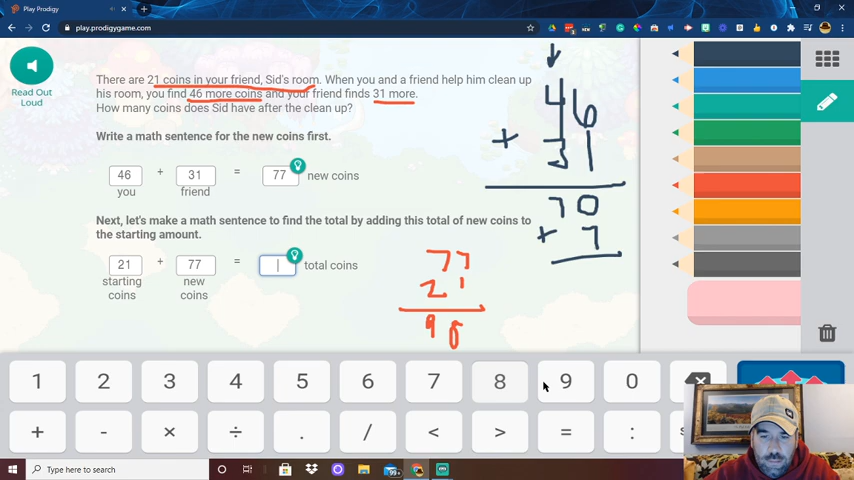 Play Prodigy
play.prodigygame.com
Read Out
Loud
There are 21 coins in your friend, Sid's room. When you and a friend help him clean up
his room, you find 46 more coins and your friend finds 31 more.
How many coins does Sid have after the clean up?
Write a math sentence for the new coins first.
46 + 31 = 77 new coins
you friend
Next, let's make a math sentence to find the total by adding this total of new coins to
the starting amount.
21 + 77 = total coins
starting new
coins coins
46
+ 31
70
+ 7
77
21
98
1 2 3 4 5 6 7 8 9 0
+ - × ÷ . / < > = :
Type here to search